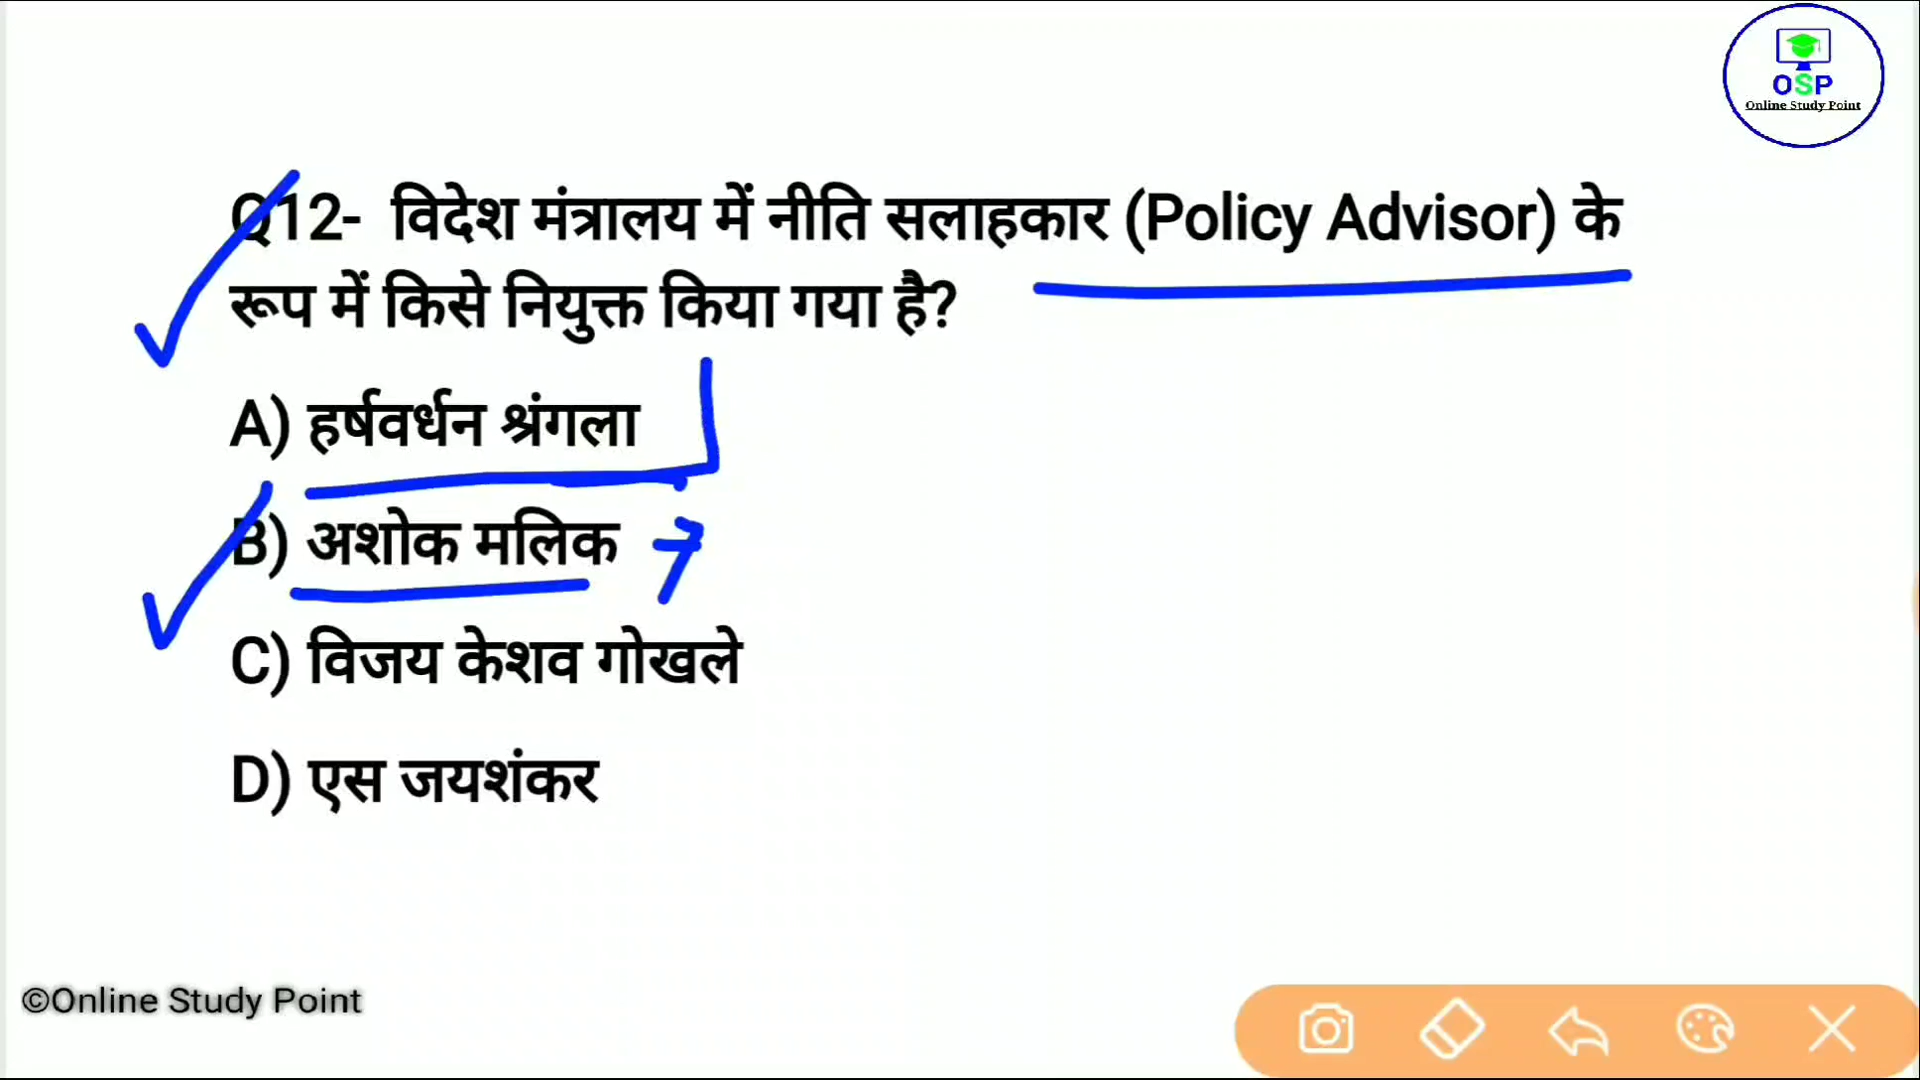 OSP
Online Study Point
Q12- विदेश मंत्रालय में नीति सलाहकार (Policy Advisor) के
रूप में किसे नियुक्त किया गया है?
A) हर्षवर्धन श्रंगला
B) अशोक मलिक
C) विजय केशव गोखले
D) एस जयशंकर
©Online Study Point